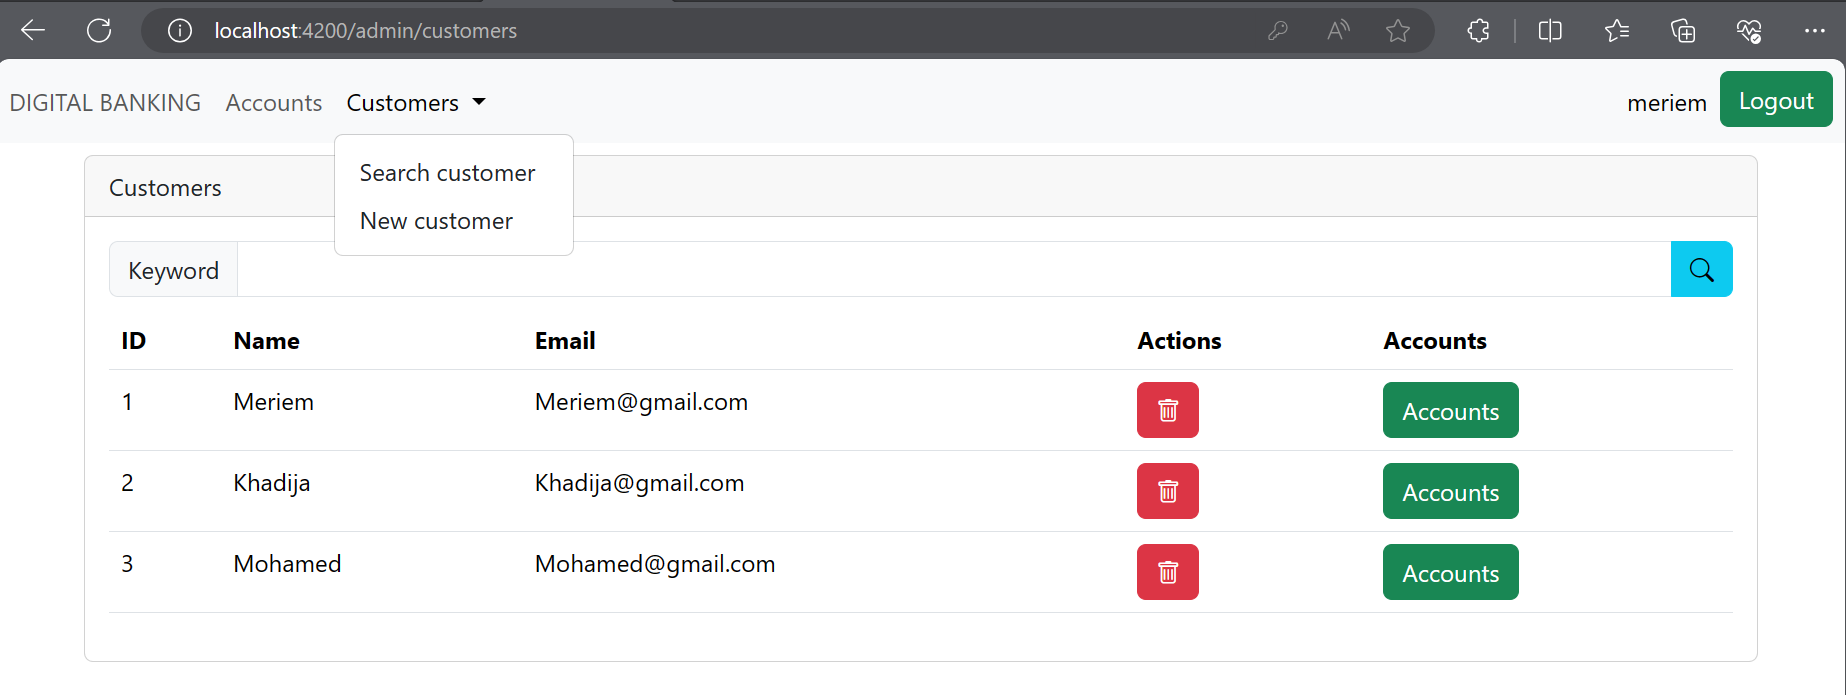 localhost:4200/admin/customers
DIGITAL BANKING Accounts Customers meriem Logout
Search customer
New customer
Customers
Keyword
ID Name Email Actions Accounts
1 Meriem Meriem@gmail.com Accounts
2 Khadija Khadija@gmail.com Accounts
3 Mohamed Mohamed@gmail.com Accounts